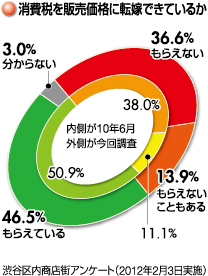 消費税を販売価格に転嫁できているか
3.0%
分からない
36.6%
もらえない
38.0%
内側が10年6月
外側が今回調査
50.9%
13.9%
もらえない
こともある
11.1%
46.5%
もらえている
渋谷区内商店街アンケート(2012年2月3日実施)